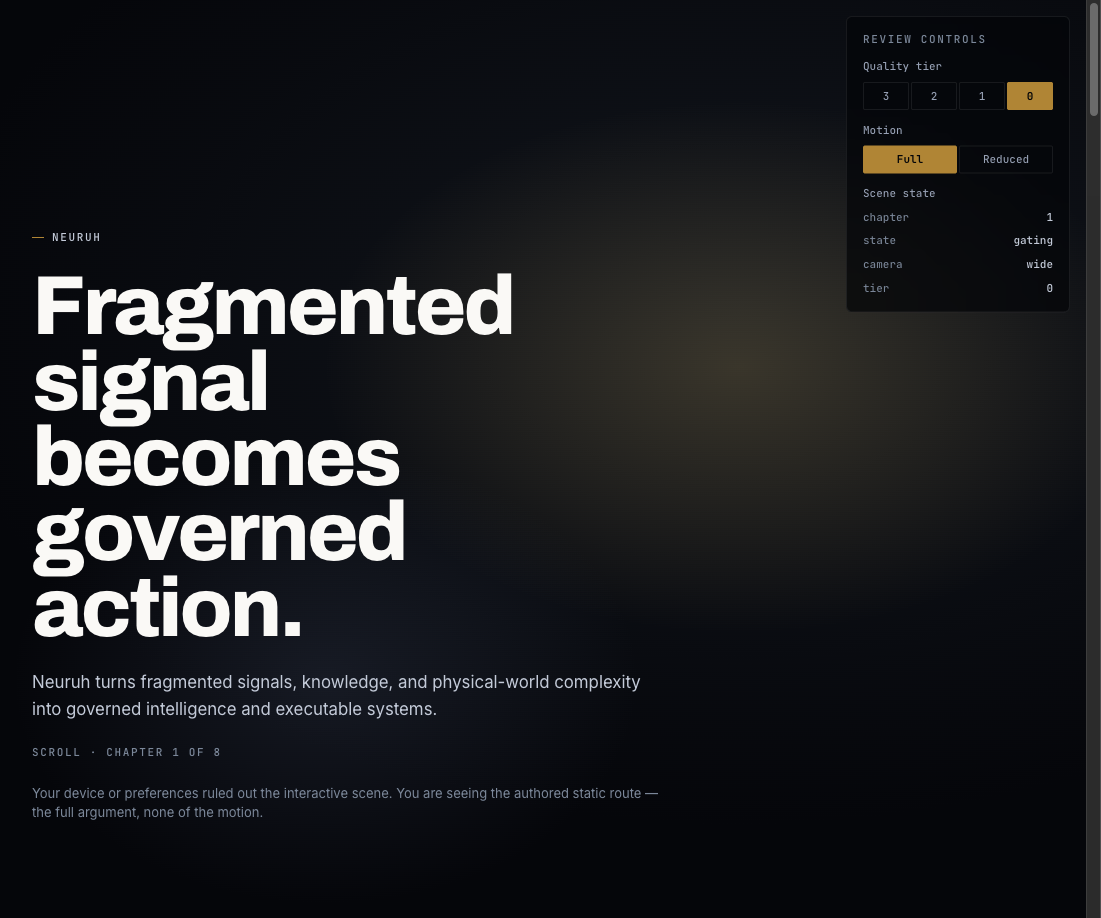 REVIEW CONTROLS
Quality tier
3 2 1 0
Motion
Full Reduced
Scene state
chapter 1
state gating
camera wide
tier 0
— NEURUH
Fragmented
signal
becomes
governed
action.
Neuruh turns fragmented signals, knowledge, and physical-world complexity
into governed intelligence and executable systems.
SCROLL · CHAPTER 1 OF 8
Your device or preferences ruled out the interactive scene. You are seeing the authored static route —
the full argument, none of the motion.